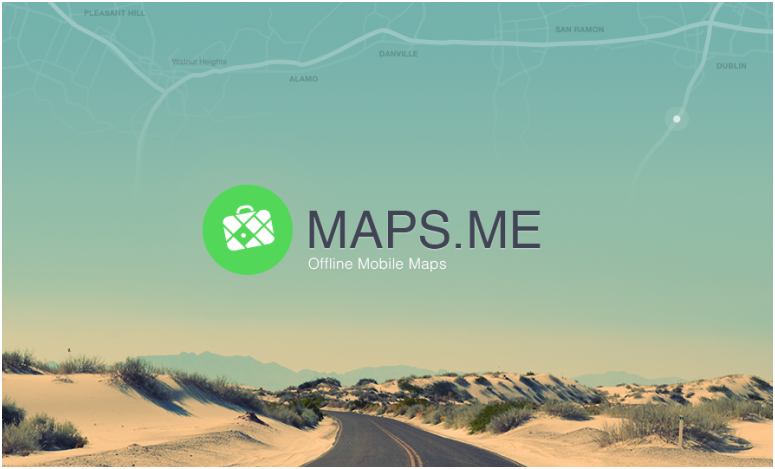 PLEASANT HILL
SAN RAMON
DANVILLE
Walnut Heights
DUBLIN
ALAMO
MAPS.ME
Offline Mobile Maps